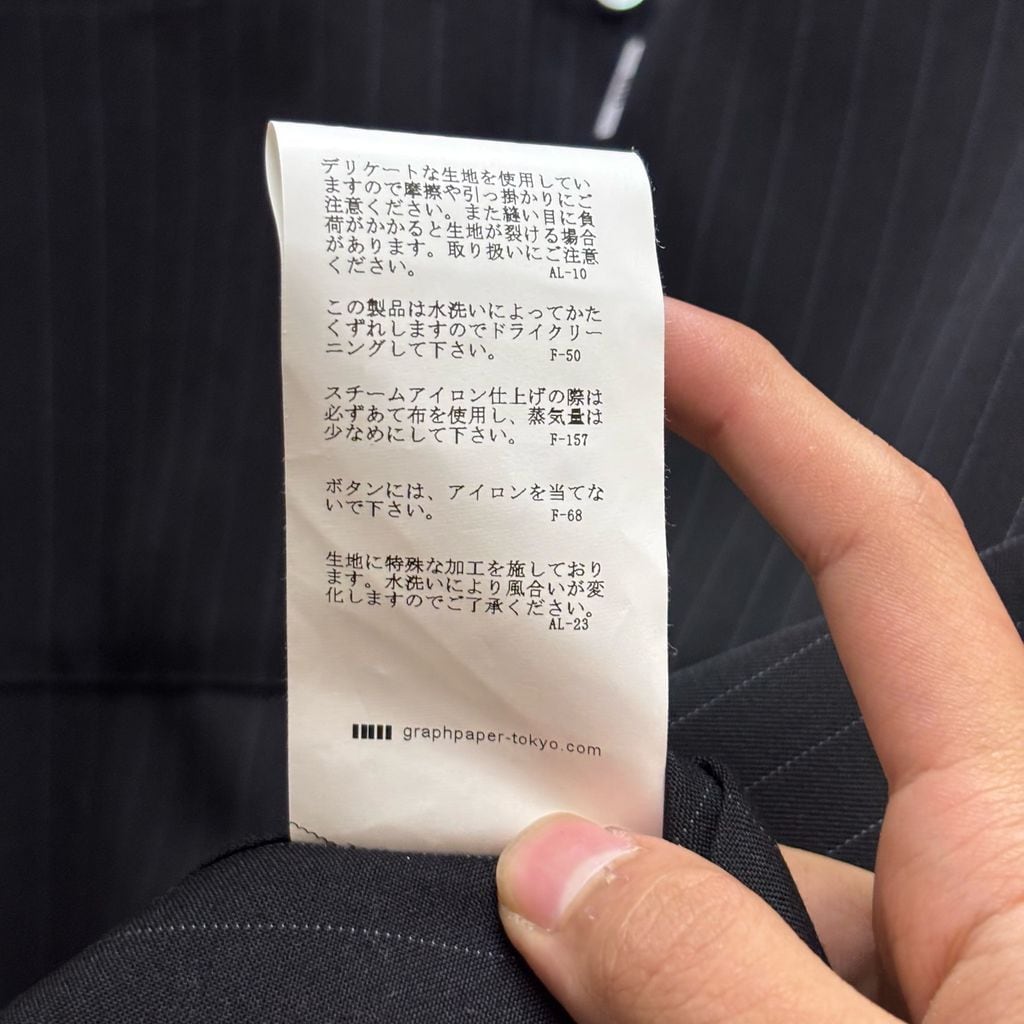 デリケートな生地を使用してい
ますので摩擦や引っ掛かりにご
注意ください。また縫い目に負
荷がかかると生地が裂ける場合
があります。取り扱いにご注意
ください。 AL-10
この製品は水洗いによってかた
くずれしますのでドライクリー
ニングして下さい。 F-50
スチームアイロン仕上げの際は
必ずあて布を使用し、蒸気量は
少なめにして下さい。 F-157
ボタンには、アイロンを当てな
いで下さい。 F-68
生地に特殊な加工を施しており
ます。水洗いにより風合いが変
化しますのでご了承ください。
AL-23
graphpaper-tokyo.com